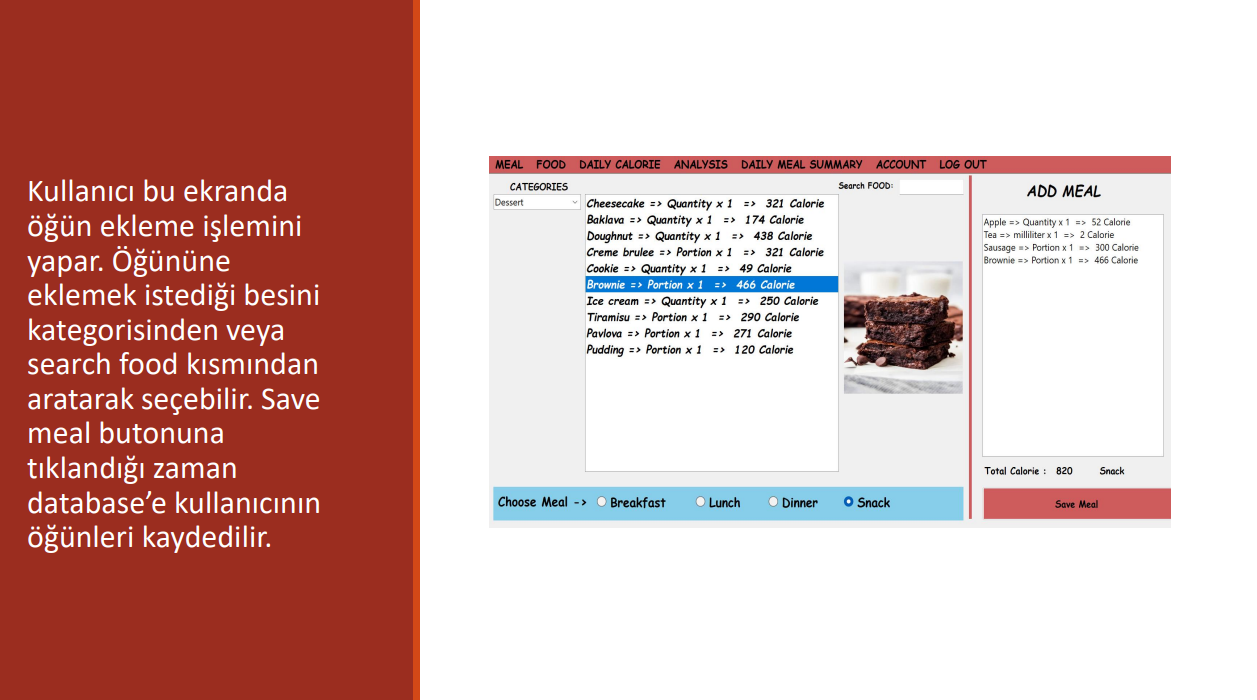 Kullanıcı bu ekranda
öğün ekleme işlemini
yapar. Öğününe
eklemek istediği besini
kategorisinden veya
search food kısmından
aratarak seçebilir. Save
meal butonuna
tıklandığı zaman
database’e kullanıcının
öğünleri kaydedilir.
MEAL FOOD DAILY CALORIE ANALYSIS DAILY MEAL SUMMARY ACCOUNT LOG OUT
CATEGORIES
Dessert
Search FOOD:
Cheesecake => Quantity x 1 => 321 Calorie
Baklava => Quantity x 1 => 174 Calorie
Doughnut => Quantity x 1 => 438 Calorie
Creme brulee => Portion x 1 => 321 Calorie
Cookie => Quantity x 1 => 49 Calorie
Brownie => Portion x 1 => 466 Calorie
Ice cream => Quantity x 1 => 250 Calorie
Tiramisu => Portion x 1 => 290 Calorie
Pavlova => Portion x 1 => 271 Calorie
Pudding => Portion x 1 => 120 Calorie
Choose Meal -> Breakfast Lunch Dinner Snack
ADD MEAL
Apple => Quantity x 1 => 52 Calorie
Tea => milliliter x 1 => 2 Calorie
Sausage => Portion x 1 => 300 Calorie
Brownie => Portion x 1 => 466 Calorie
Total Calorie : 820 Snack
Save Meal